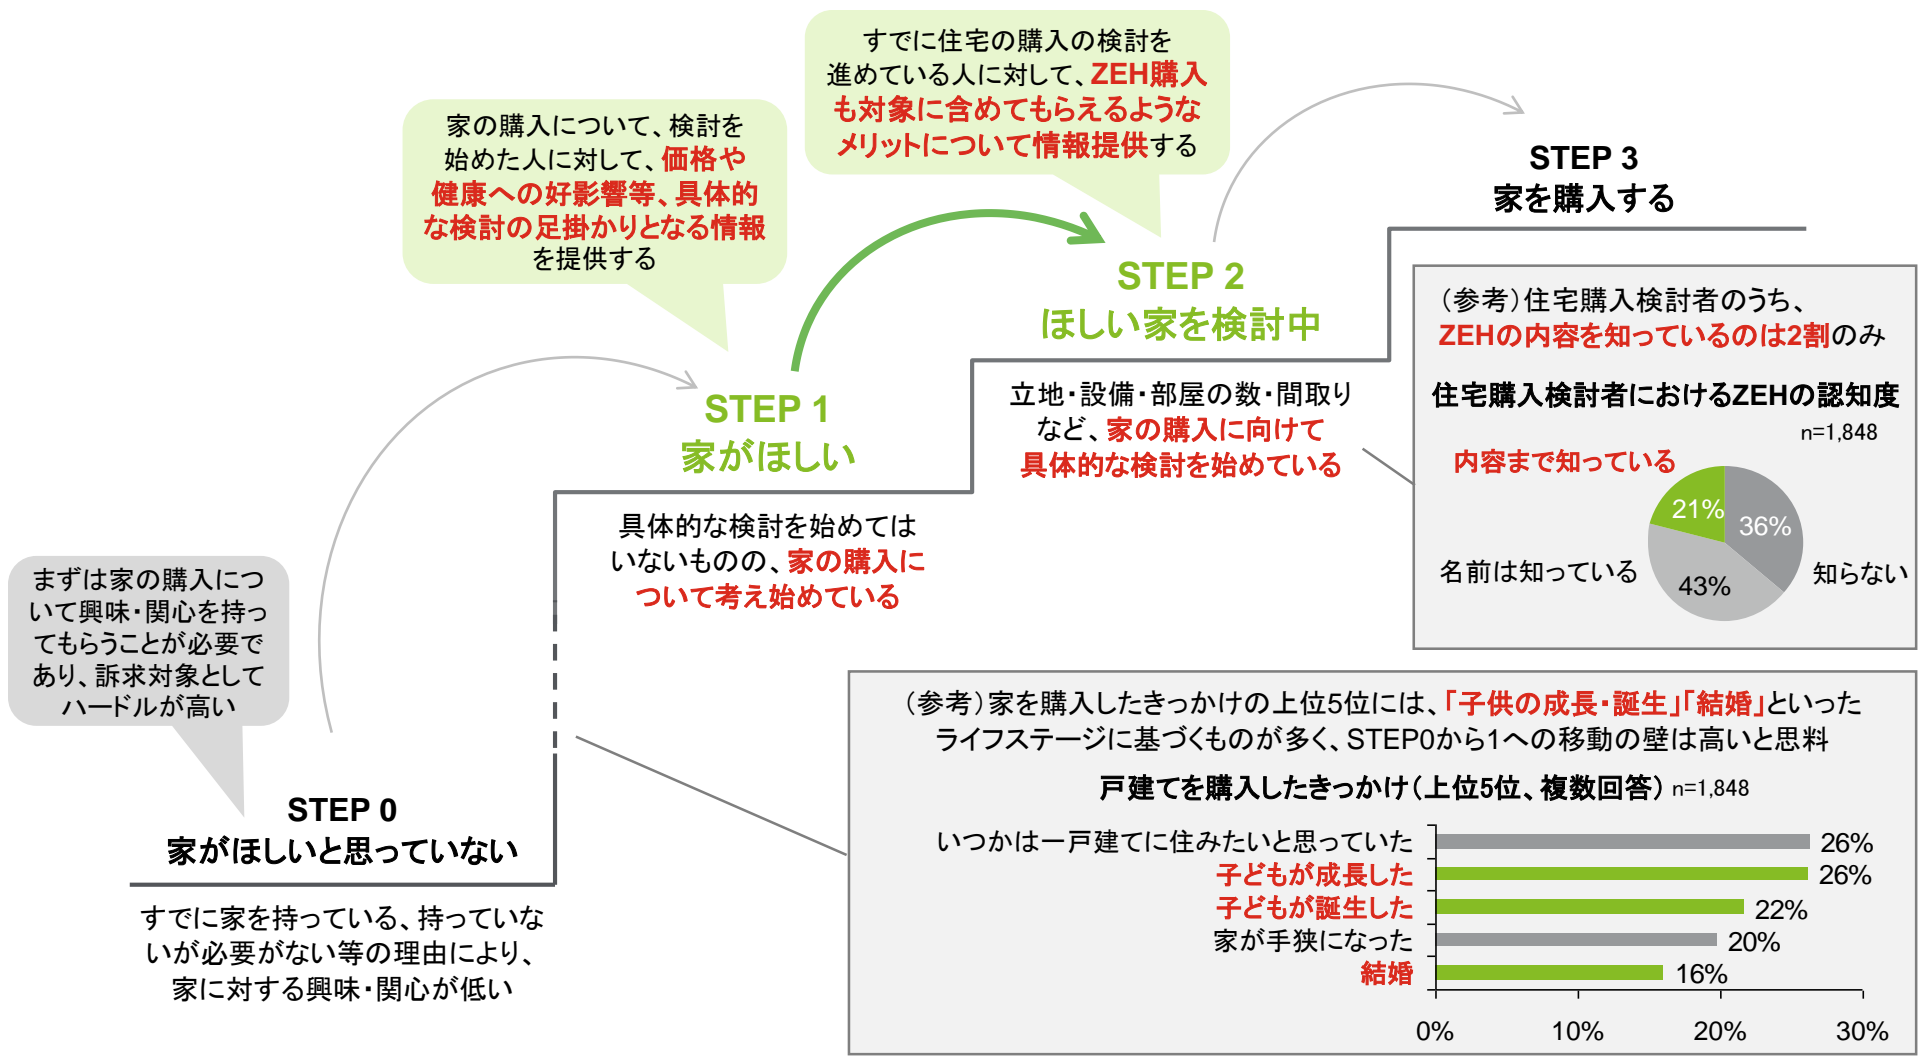 すでに住宅の購入の検討を
進めている人に対して、ZEH購入
も対象に含めてもらえるような
メリットについて情報提供する
家の購入について、検討を
始めた人に対して、価格や
健康への好影響等、具体的
な検討の足掛かりとなる情報
を提供する
STEP 3
家を購入する
STEP 2
ほしい家を検討中
立地・設備・部屋の数・間取り
など、家の購入に向けて
具体的な検討を始めている
STEP 1
家がほしい
具体的な検討を始めては
いないものの、家の購入に
ついて考え始めている
まずは家の購入につ
いて興味・関心を持っ
てもらうことが必要で
あり、訴求対象として
ハードルが高い
STEP 0
家がほしいと思っていない
すでに家を持っている、持っていな
いが必要がない等の理由により、
家に対する興味・関心が低い
（参考）住宅購入検討者のうち、
ZEHの内容を知っているのは2割のみ
住宅購入検討者におけるZEHの認知度
n=1,848
内容まで知っている
21%
36%
名前は知っている
43%
知らない
（参考）家を購入したきっかけの上位5位には、「子供の成長・誕生」「結婚」といった
ライフステージに基づくものが多く、STEP0から1への移動の壁は高いと思料
戸建てを購入したきっかけ（上位5位、複数回答） n=1,848
いつかは一戸建てに住みたいと思っていた 26%
子どもが成長した 26%
子どもが誕生した 22%
家が手狭になった 20%
結婚 16%
0% 10% 20% 30%